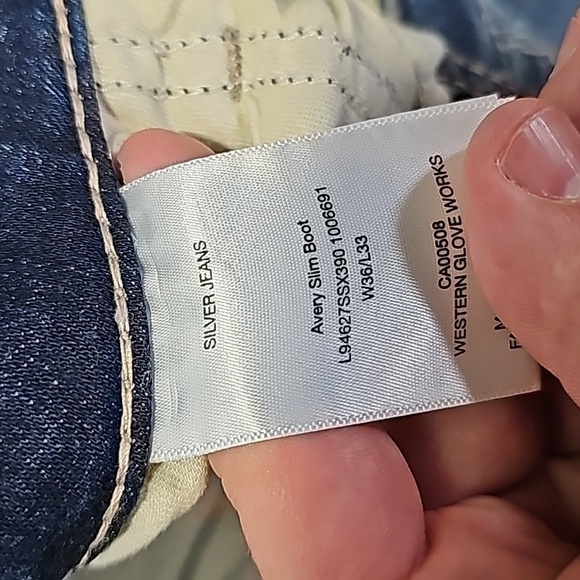 SILVER JEANS
Avery Slim Boot
L94627SSX390 1006691
W36/L33
CA00508
WESTERN GLOVE WORKS